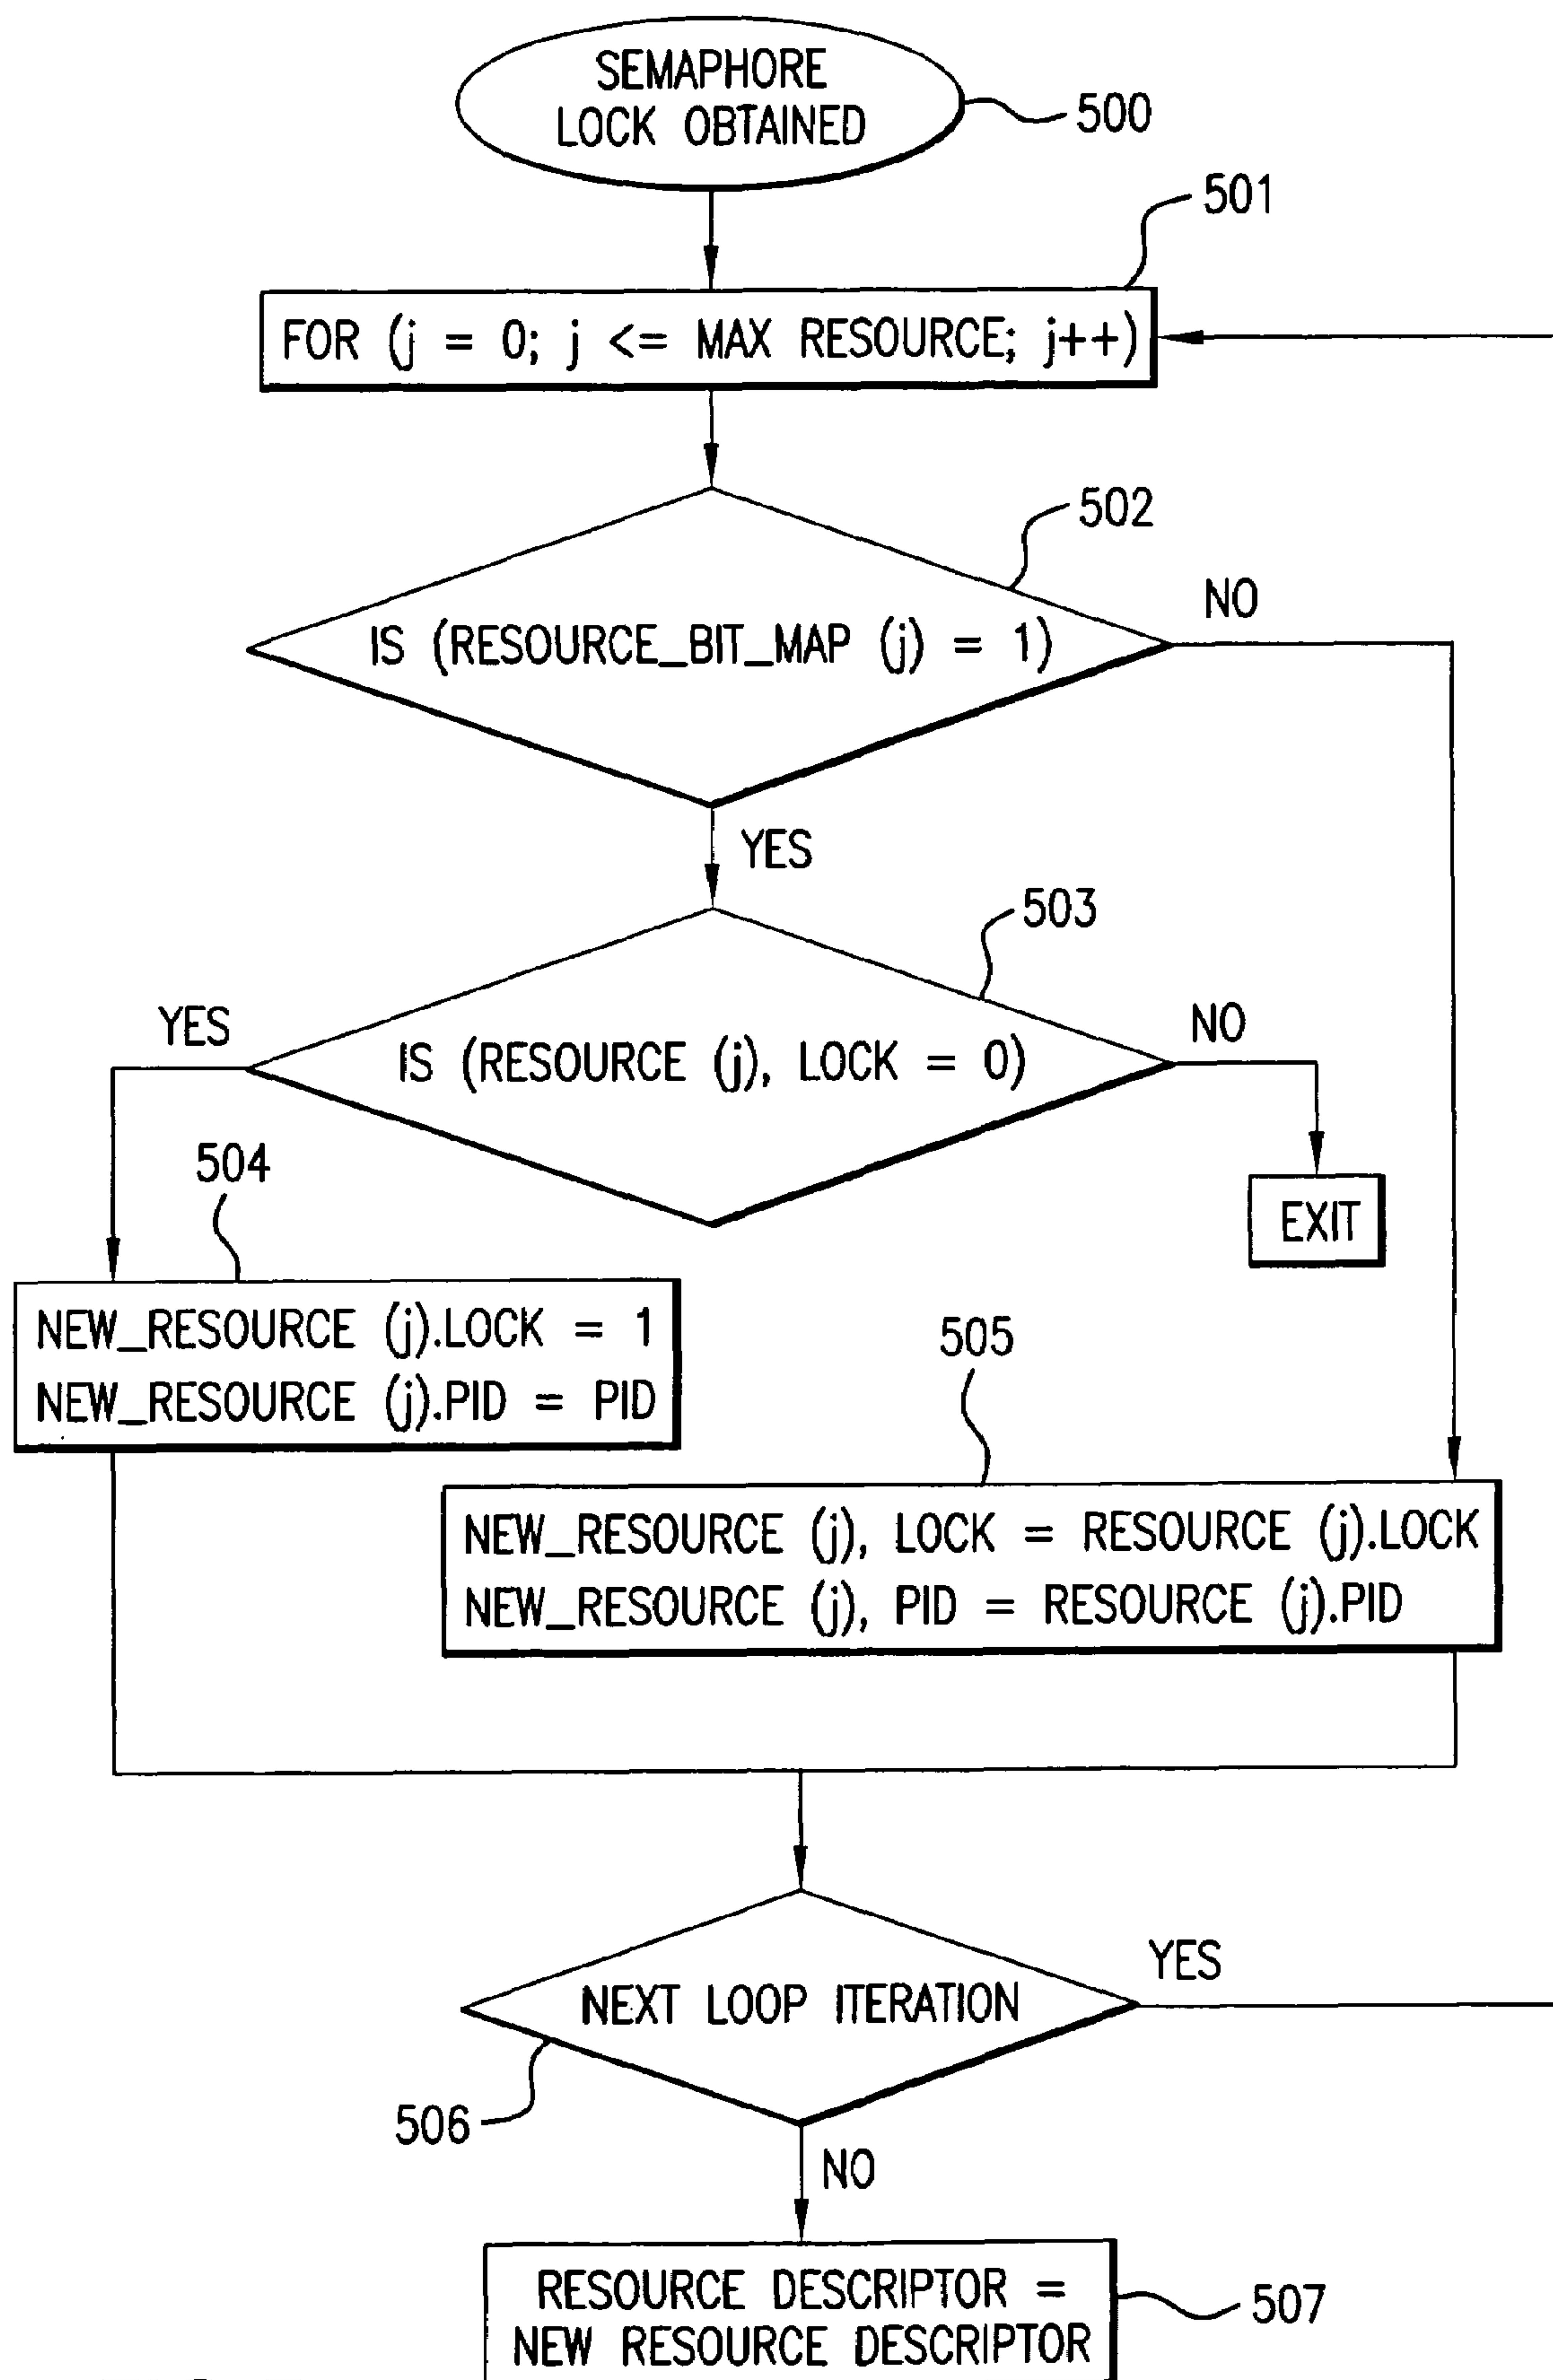 SEMAPHORE
LOCK OBTAINED
500
501
FOR (j = 0; j <= MAX RESOURCE; j++)
502
IS (RESOURCE_BIT_MAP (j) = 1)
NO
YES
503
IS (RESOURCE (j), LOCK = 0)
YES
NO
EXIT
504
NEW_RESOURCE (j).LOCK = 1
NEW_RESOURCE (j).PID = PID
505
NEW_RESOURCE (j), LOCK = RESOURCE (j).LOCK
NEW_RESOURCE (j), PID = RESOURCE (j).PID
NEXT LOOP ITERATION
YES
506
NO
RESOURCE DESCRIPTOR =
NEW RESOURCE DESCRIPTOR
507